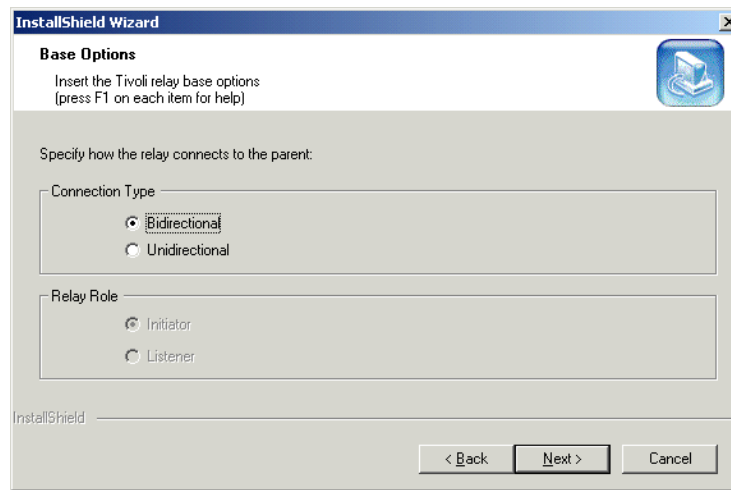 InstallShield Wizard
Base Options
Insert the Tivoli relay base options
(press F1 on each item for help)
Specify how the relay connects to the parent:
Connection Type
Bidirectional
Unidirectional
Relay Role
Initiator
Listener
InstallShield
< Back
Next >
Cancel